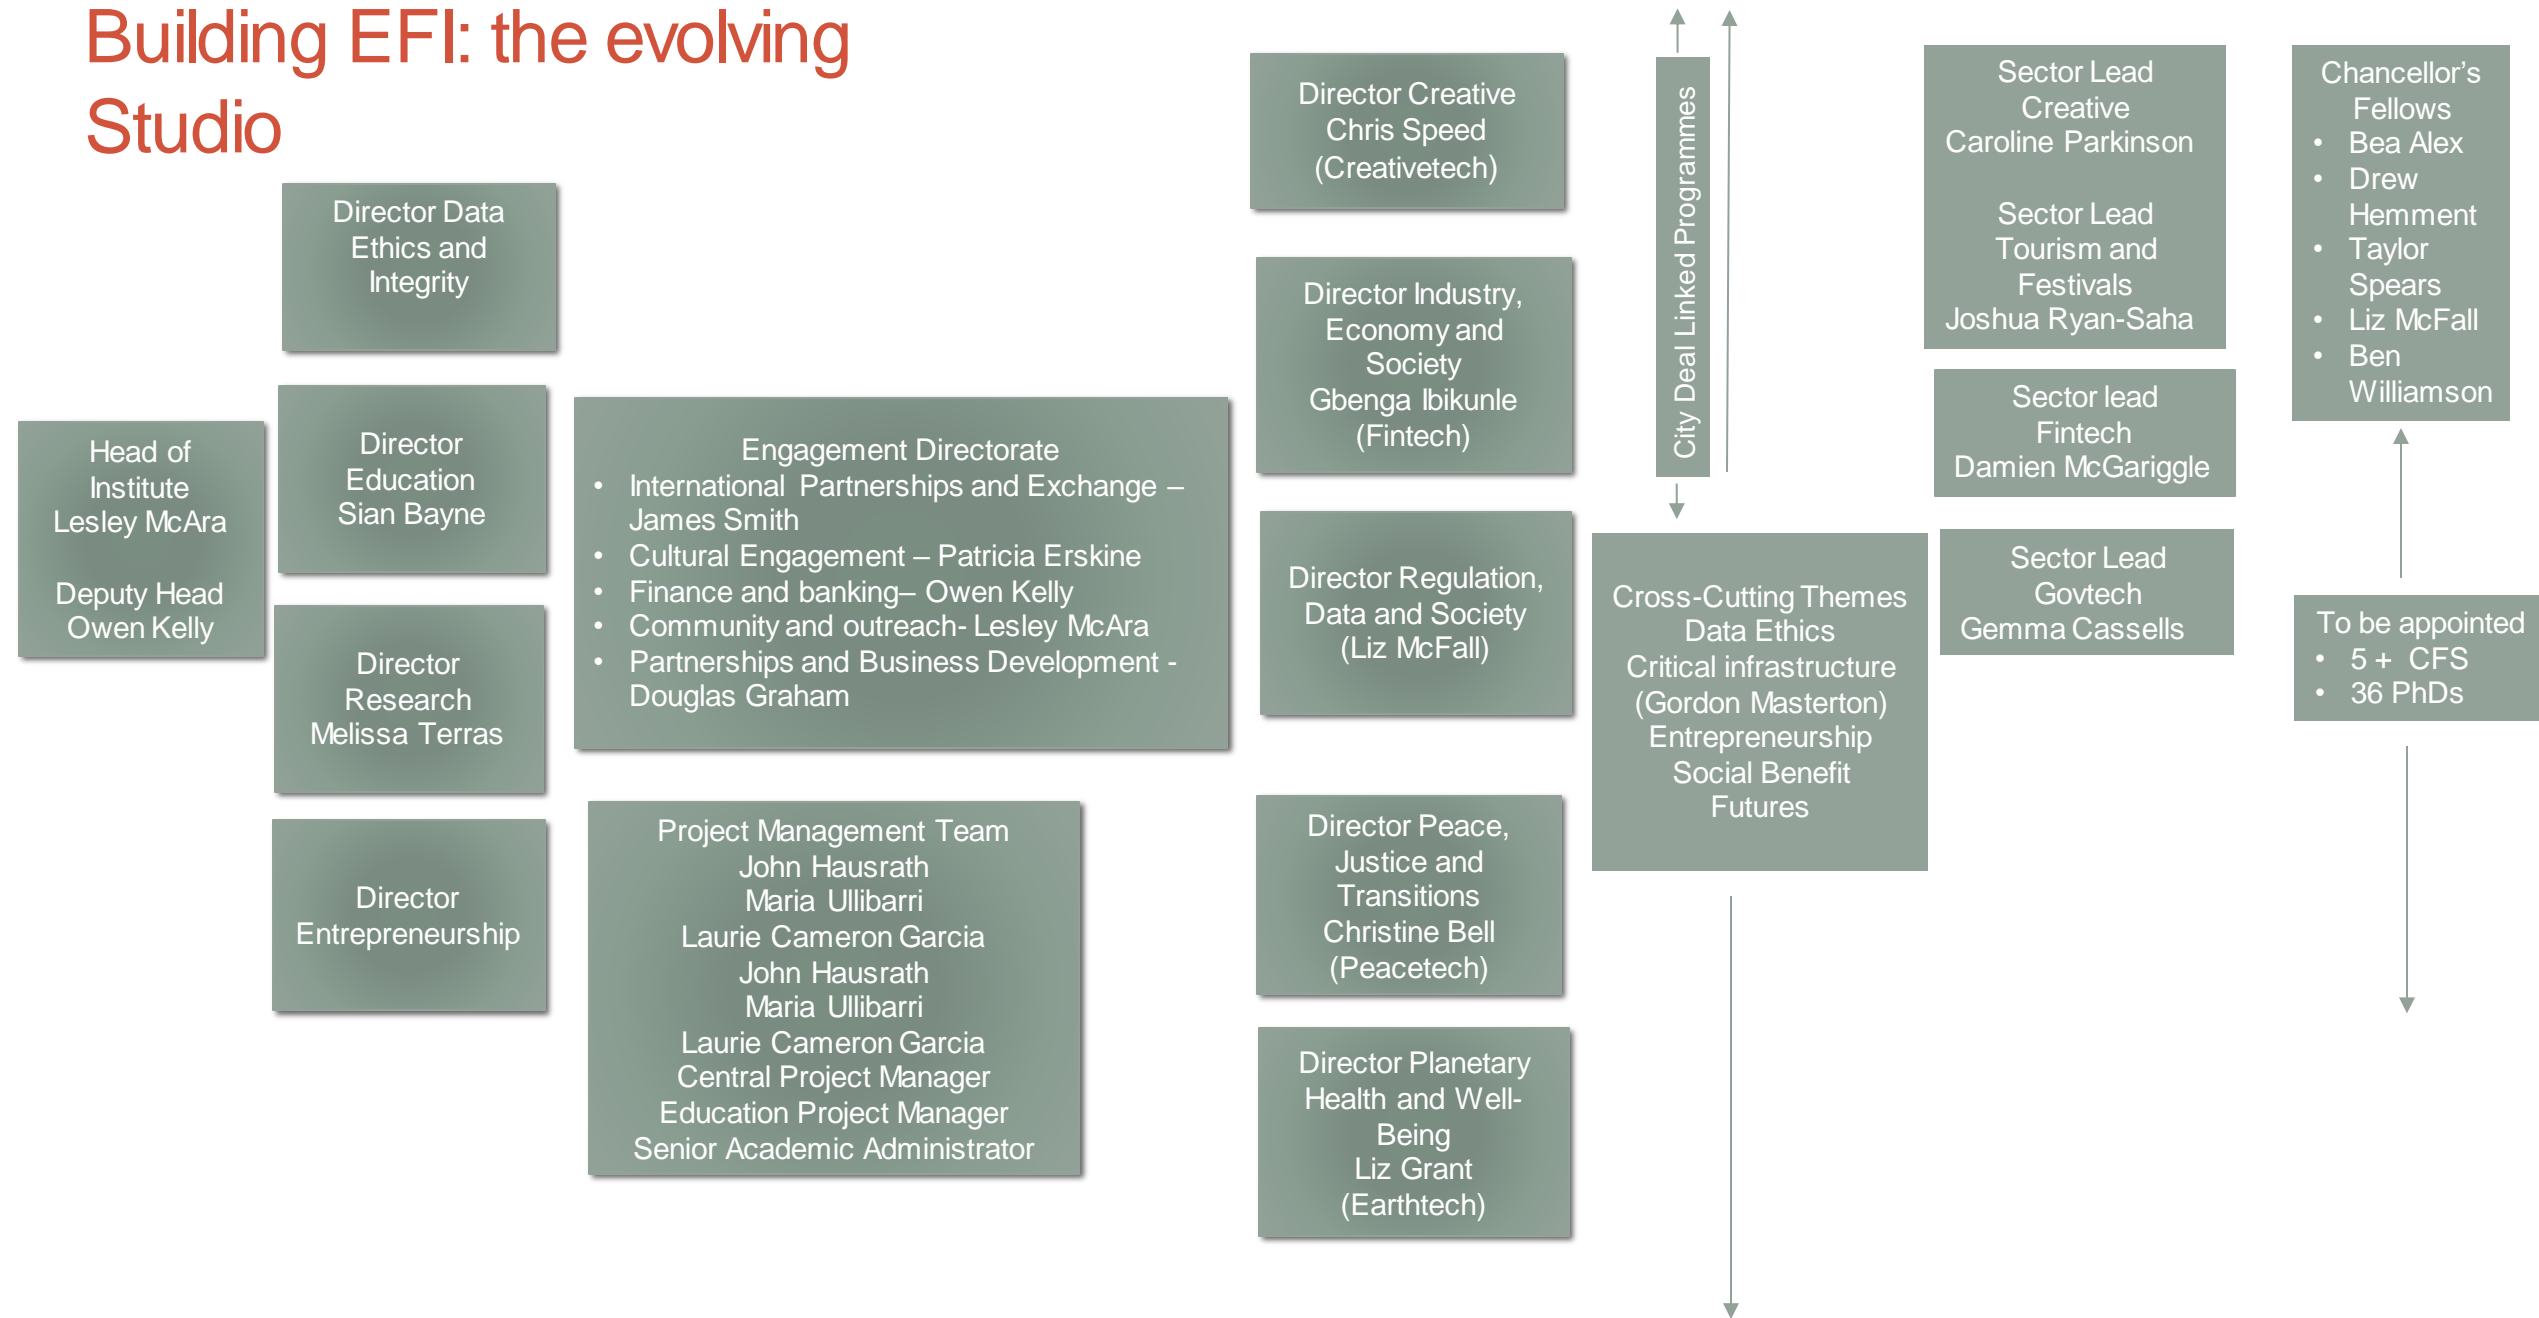 Building EFI: the evolving
Studio
Head of
Institute
Lesley McAra
Deputy Head
Owen Kelly
Director Data
Ethics and
Integrity
Director
Education
Sian Bayne
Director
Research
Melissa Terras
Director
Entrepreneurship
Engagement Directorate
• International Partnerships and Exchange –
James Smith
• Cultural Engagement – Patricia Erskine
• Finance and banking– Owen Kelly
• Community and outreach- Lesley McAra
• Partnerships and Business Development -
Douglas Graham
Project Management Team
John Hausrath
Maria Ullibarri
Laurie Cameron Garcia
John Hausrath
Maria Ullibarri
Laurie Cameron Garcia
Central Project Manager
Education Project Manager
Senior Academic Administrator
Director Creative
Chris Speed
(Creativetech)
Director Industry,
Economy and
Society
Gbenga Ibikunle
(Fintech)
Director Regulation,
Data and Society
(Liz McFall)
Director Peace,
Justice and
Transitions
Christine Bell
(Peacetech)
Director Planetary
Health and Well-
Being
Liz Grant
(Earthtech)
City Deal Linked Programmes
Cross-Cutting Themes
Data Ethics
Critical infrastructure
(Gordon Masterton)
Entrepreneurship
Social Benefit
Futures
Sector Lead
Creative
Caroline Parkinson
Sector Lead
Tourism and
Festivals
Joshua Ryan-Saha
Sector lead
Fintech
Damien McGariggle
Sector Lead
Govtech
Gemma Cassells
Chancellor's
Fellows
• Bea Alex
• Drew
Hemment
• Taylor
Spears
• Liz McFall
• Ben
Williamson
To be appointed
• 5 + CFS
• 36 PhDs